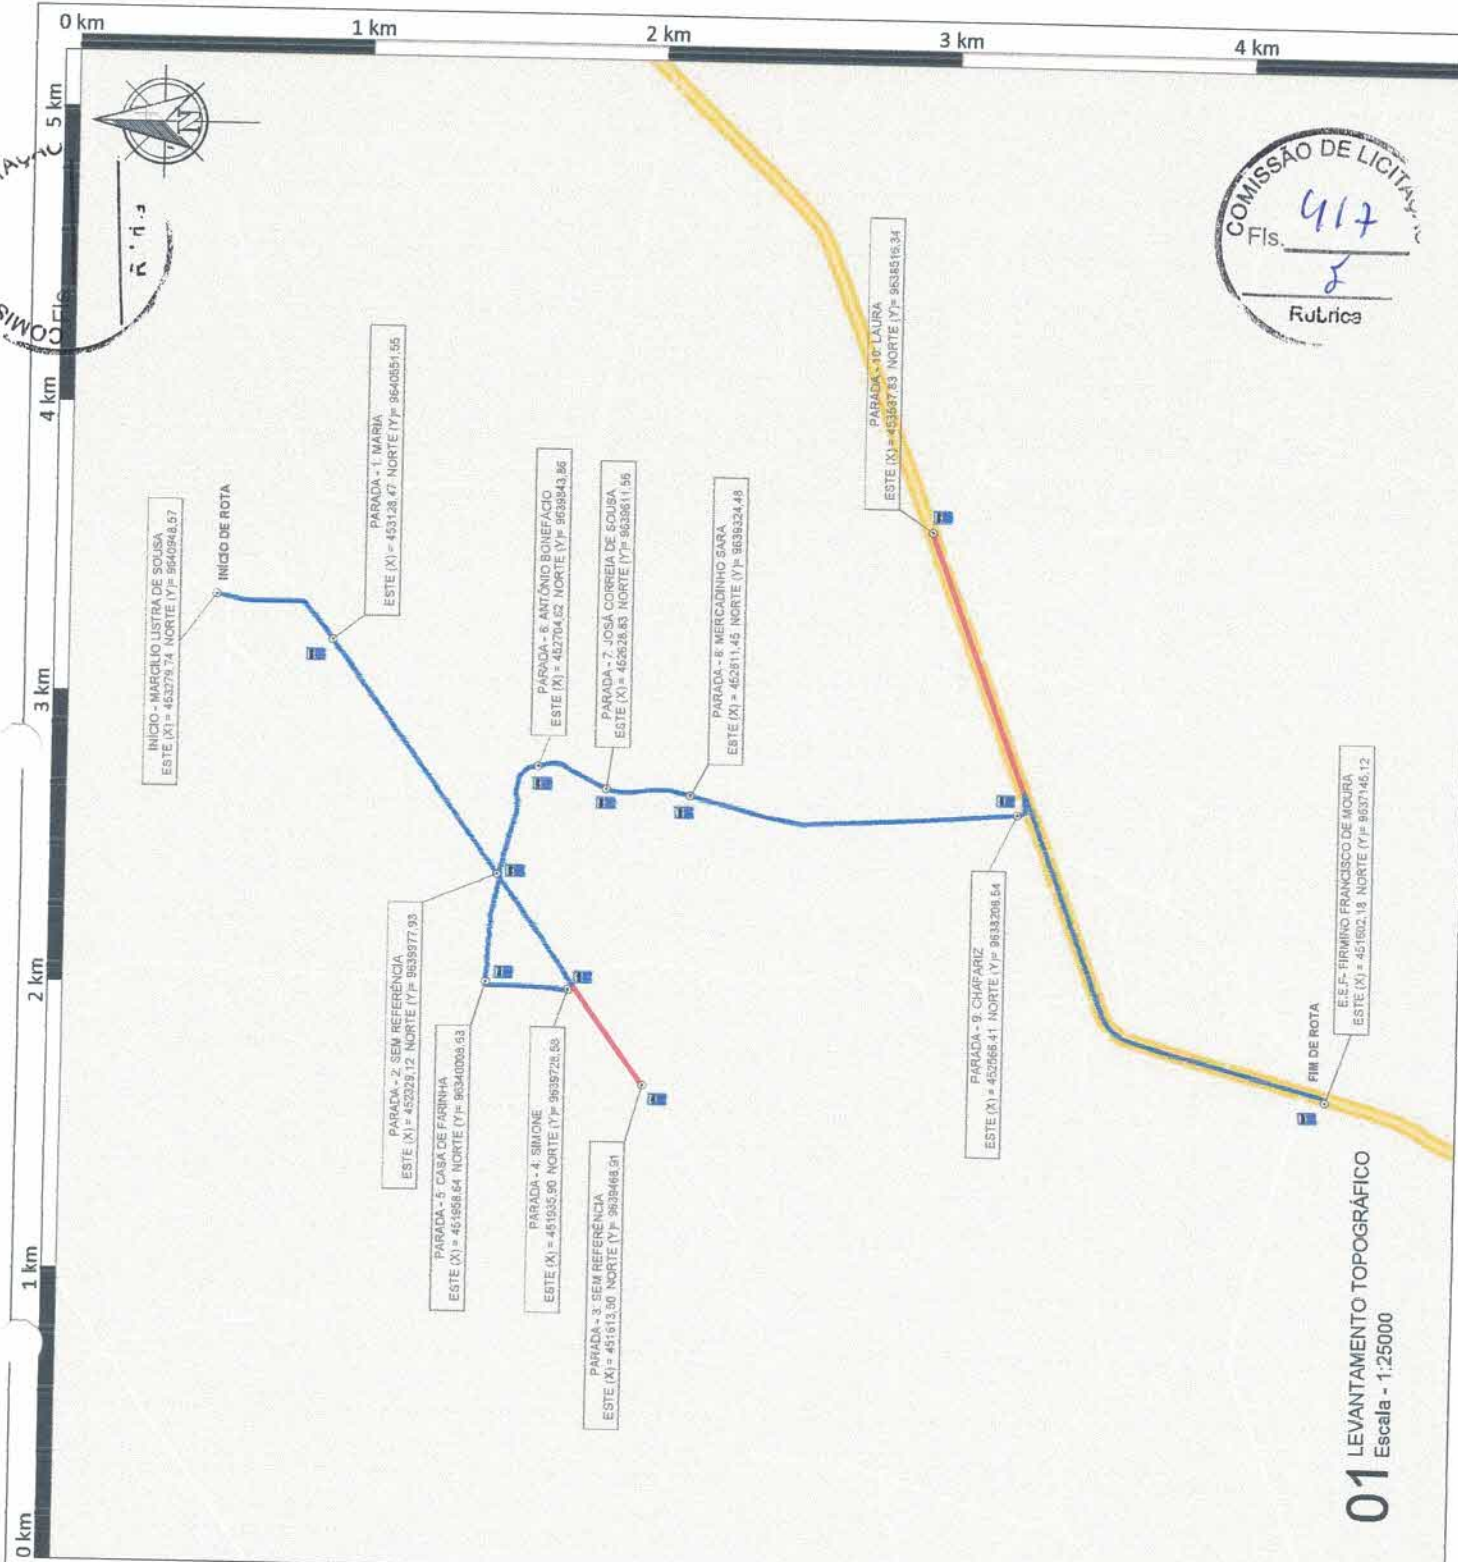 0 km
1 km
2 km
3 km
4 km
5 km
4 km
3 km
2 km
1 km
0 km
N
COMISSÃO DE LICITAÇÃO
Fls. 417
Rubrica
INÍCIO - MARCÍLIO LISTRA DE SOUSA
ESTE (X) = 453279,74 NORTE (Y)= 9640948,57
INÍCIO DE ROTA
PARADA - 1: MARIA
ESTE (X) = 453128,47 NORTE (Y)= 9640551,55
PARADA - 6: ANTÔNIO BONEFÁCIO
ESTE (X) = 452704,62 NORTE (Y)= 9639843,86
PARADA - 7: JOSÁ CORREIA DE SOUSA
ESTE (X) = 452628,83 NORTE (Y)= 9639611,56
PARADA - 8: MERCADINHO SARA
ESTE (X) = 452611,45 NORTE (Y)= 9639324,48
PARADA - 10: LAURA
ESTE (X) = 453537,83 NORTE (Y)= 9638516,34
PARADA - 2: SEM REFERÊNCIA
ESTE (X) = 452329,12 NORTE (Y)= 9639977,93
PARADA - 5: CASA DE FARINHA
ESTE (X) = 451958,64 NORTE (Y)= 96340008,63
PARADA - 4: SIMONE
ESTE (X) = 451935,90 NORTE (Y)= 9639728,58
PARADA - 3: SEM REFERÊNCIA
ESTE (X) = 451613,50 NORTE (Y)= 9639468,91
PARADA - 9: CHAFARIZ
ESTE (X) = 452566,41 NORTE (Y)= 9638208,54
E.E.F- FIRMINO FRANCISCO DE MOURA
ESTE (X) = 451602,18 NORTE (Y)= 9637145,12
FIM DE ROTA
01 LEVANTAMENTO TOPOGRÁFICO
Escala - 1:25000